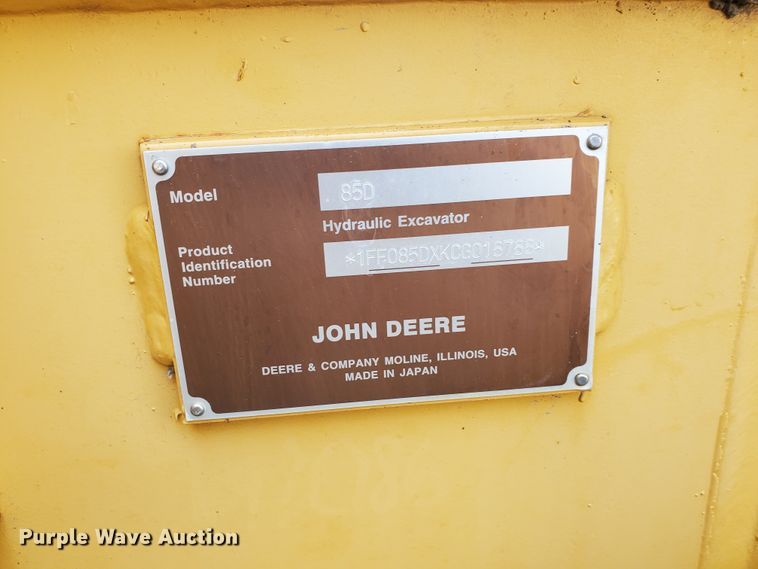 Model
85D
Hydraulic Excavator
Product
Identification
Number
JOHN DEERE
DEERE & COMPANY MOLINE, ILLINOIS, USA
MADE IN JAPAN
Purple Wave Auction